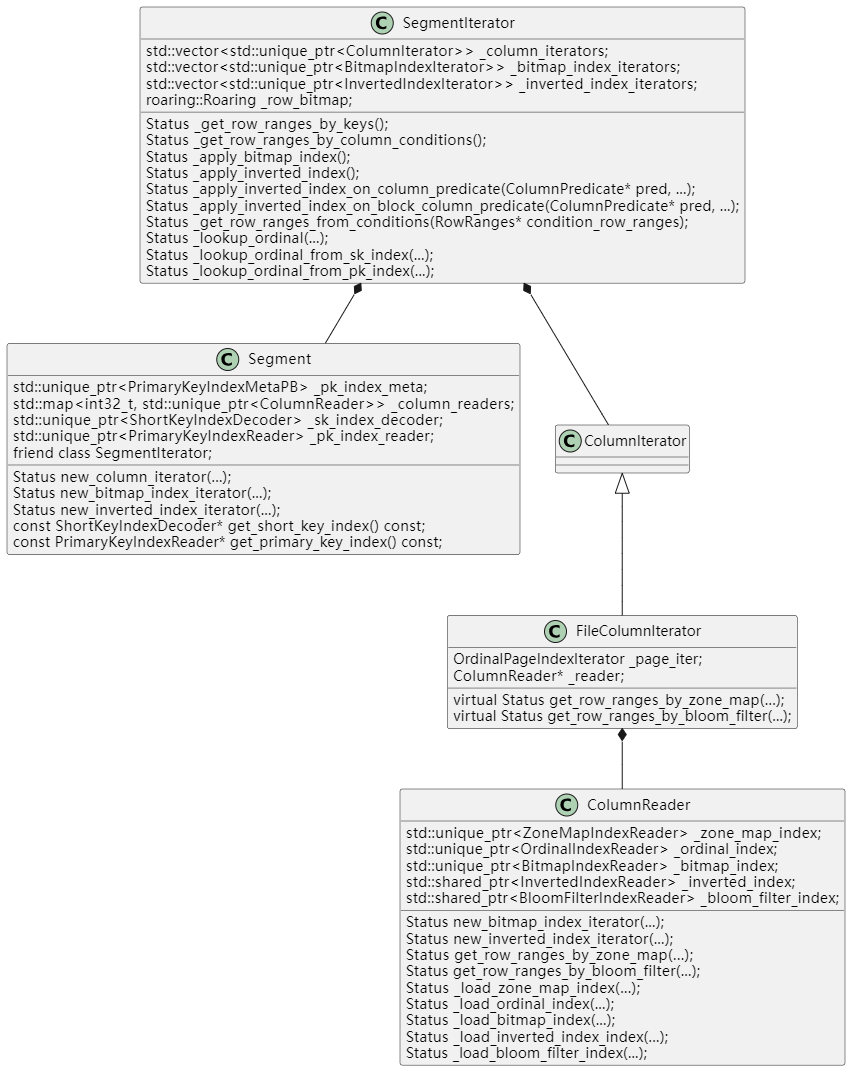 C SegmentIterator
std::vector<std::unique_ptr<ColumnIterator>> _column_iterators;
std::vector<std::unique_ptr<BitmapIndexIterator>> _bitmap_index_iterators;
std::vector<std::unique_ptr<InvertedIndexIterator>> _inverted_index_iterators;
roaring::Roaring _row_bitmap;
Status _get_row_ranges_by_keys();
Status _get_row_ranges_by_column_conditions();
Status _apply_bitmap_index();
Status _apply_inverted_index();
Status _apply_inverted_index_on_column_predicate(ColumnPredicate* pred, ...);
Status _apply_inverted_index_on_block_column_predicate(ColumnPredicate* pred, ...);
Status _get_row_ranges_from_conditions(RowRanges* condition_row_ranges);
Status _lookup_ordinal(...);
Status _lookup_ordinal_from_sk_index(...);
Status _lookup_ordinal_from_pk_index(...);
C Segment
std::unique_ptr<PrimaryKeyIndexMetaPB> _pk_index_meta;
std::map<int32_t, std::unique_ptr<ColumnReader>> _column_readers;
std::unique_ptr<ShortKeyIndexDecoder> _sk_index_decoder;
std::unique_ptr<PrimaryKeyIndexReader> _pk_index_reader;
friend class SegmentIterator;
Status new_column_iterator(...);
Status new_bitmap_index_iterator(...);
Status new_inverted_index_iterator(...);
const ShortKeyIndexDecoder* get_short_key_index() const;
const PrimaryKeyIndexReader* get_primary_key_index() const;
C ColumnIterator
C FileColumnIterator
OrdinalPageIndexIterator _page_iter;
ColumnReader* _reader;
virtual Status get_row_ranges_by_zone_map(...);
virtual Status get_row_ranges_by_bloom_filter(...);
C ColumnReader
std::unique_ptr<ZoneMapIndexReader> _zone_map_index;
std::unique_ptr<OrdinalIndexReader> _ordinal_index;
std::unique_ptr<BitmapIndexReader> _bitmap_index;
std::shared_ptr<InvertedIndexReader> _inverted_index;
std::shared_ptr<BloomFilterIndexReader> _bloom_filter_index;
Status new_bitmap_index_iterator(...);
Status new_inverted_index_iterator(...);
Status get_row_ranges_by_zone_map(...);
Status get_row_ranges_by_bloom_filter(...);
Status _load_zone_map_index(...);
Status _load_ordinal_index(...);
Status _load_bitmap_index(...);
Status _load_inverted_index_index(...);
Status _load_bloom_filter_index(...);